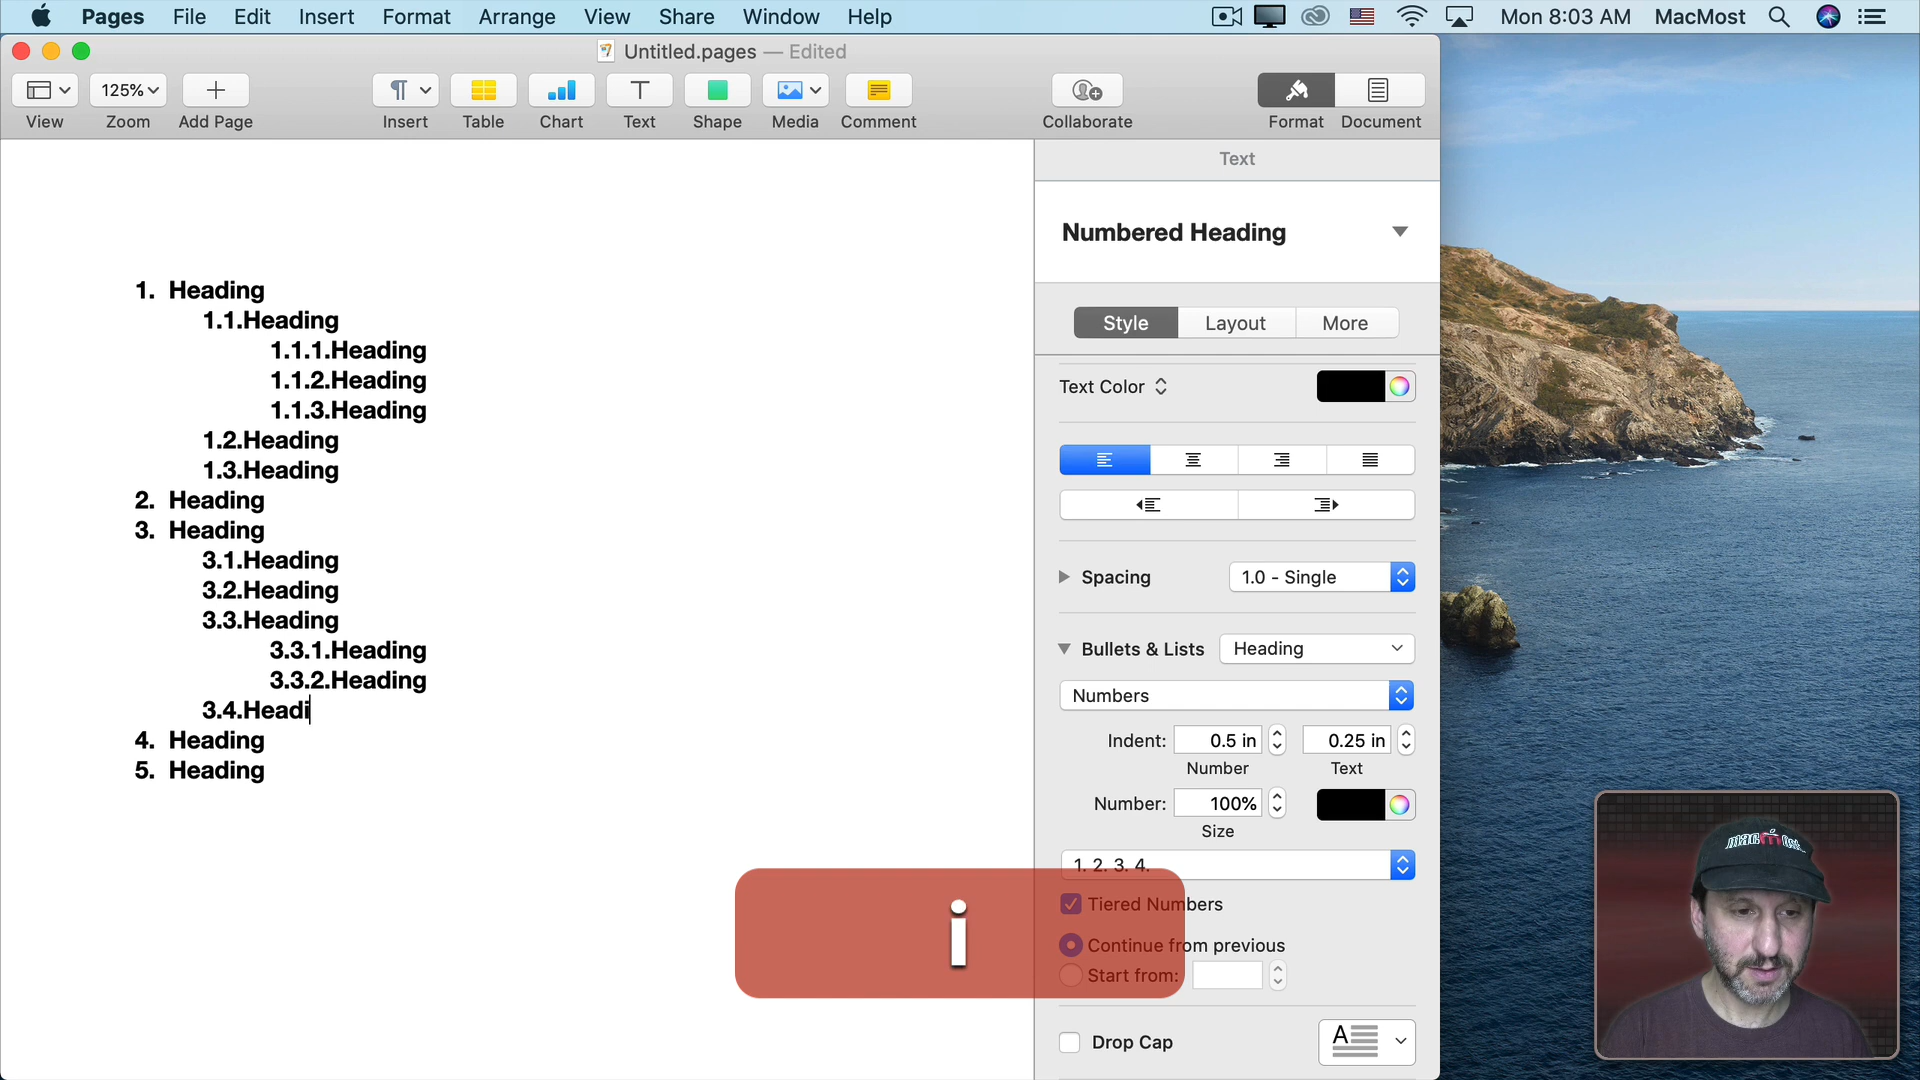 Pages File Edit Insert Format Arrange View Share Window Help Mon 8:03 AM MacMost
Untitled.pages — Edited
125%
View Zoom Add Page Insert Table Chart Text Shape Media Comment Collaborate Format Document
Text
Numbered Heading
Style Layout More
Text Color
Spacing 1.0 - Single
Bullets & Lists Heading
Numbers
Indent: 0.5 in 0.25 in
Number Text
Number: 100%
Size
1. 2. 3. 4.
Tiered Numbers
Continue from previous
Start from:
Drop Cap
A
1. Heading
1.1.Heading
1.1.1.Heading
1.1.2.Heading
1.1.3.Heading
1.2.Heading
1.3.Heading
2. Heading
3. Heading
3.1.Heading
3.2.Heading
3.3.Heading
3.3.1.Heading
3.3.2.Heading
3.4.Headi
4. Heading
5. Heading
i
macmost